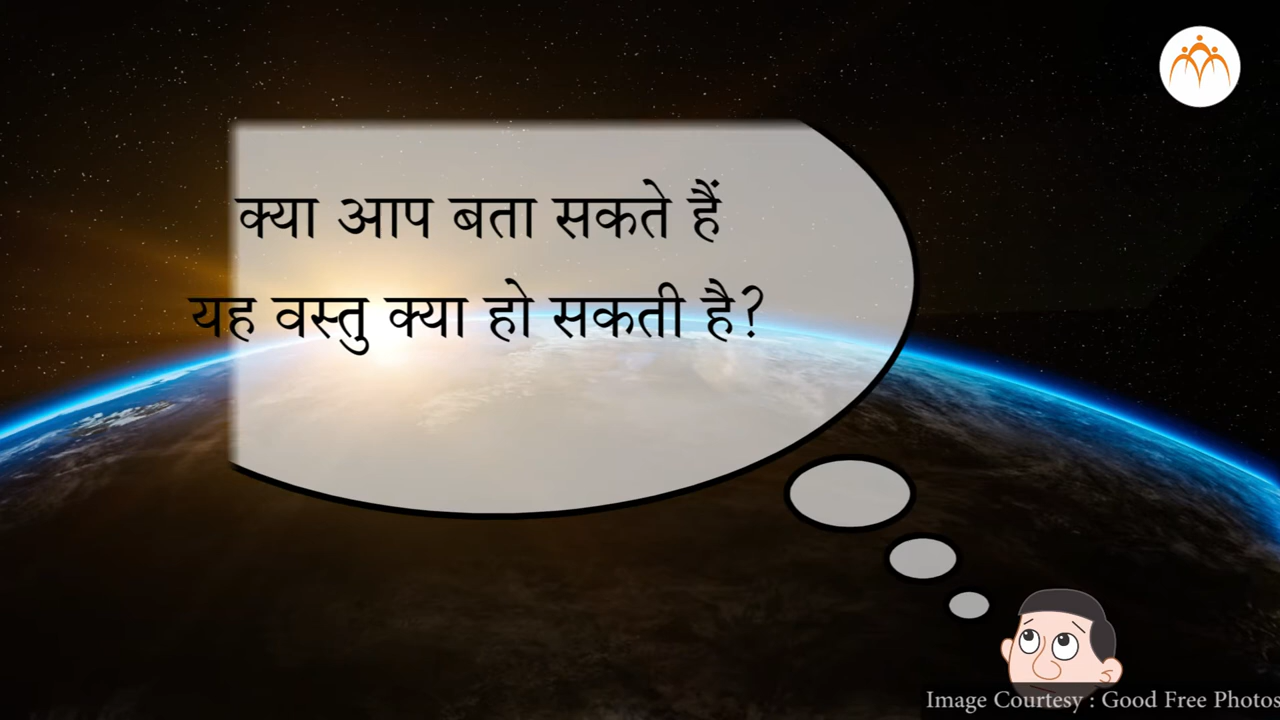 क्या आप बता सकते हैं
यह वस्तु क्या हो सकती है?
Image Courtesy : Good Free Photos